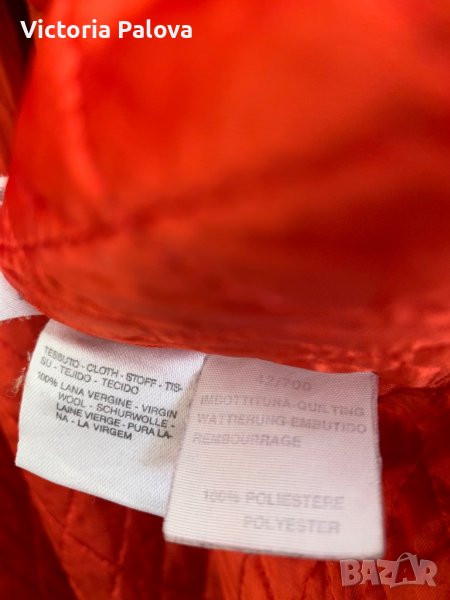 Victoria Palova
TESSUTO - CLOTH - STOFF - TIS-
SU - TEJIDO - TECIDO
100% LANA VERGINE - VIRGIN
WOOL - SCHURWOLLE -
LAINE VIERGE - PURA LA-
NA - LA VIRGEM
2/700
IMBOTTITURA-QUILTING
WATTIERUNG-EMBUTIDO
REMBOURRAGE
100% POLIESTERE
POLYESTER
BAZAR